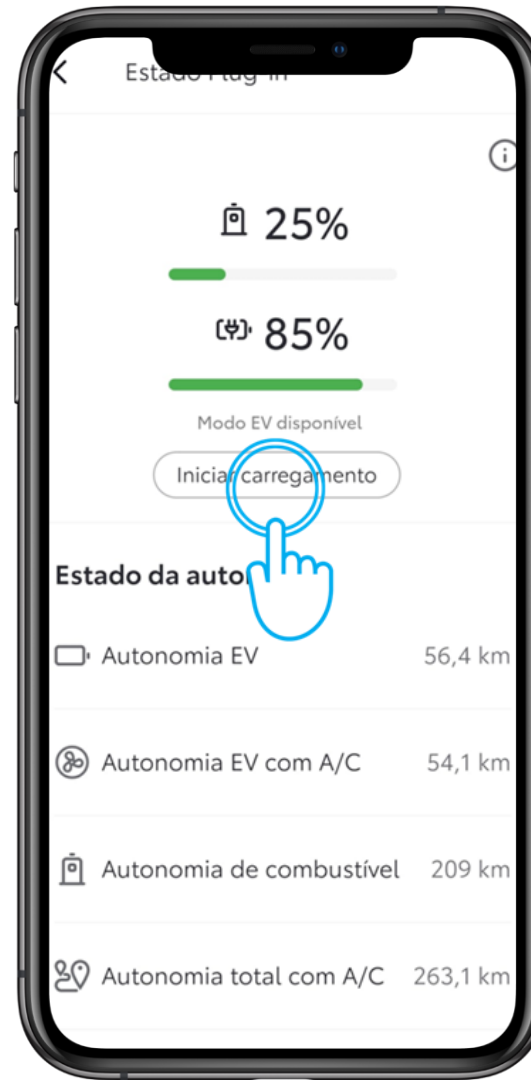 Estado Plug-in
25%
85%
Modo EV disponível
Iniciar carregamento
Estado da auto
Autonomia EV 56,4 km
Autonomia EV com A/C 54,1 km
Autonomia de combustível 209 km
Autonomia total com A/C 263,1 km